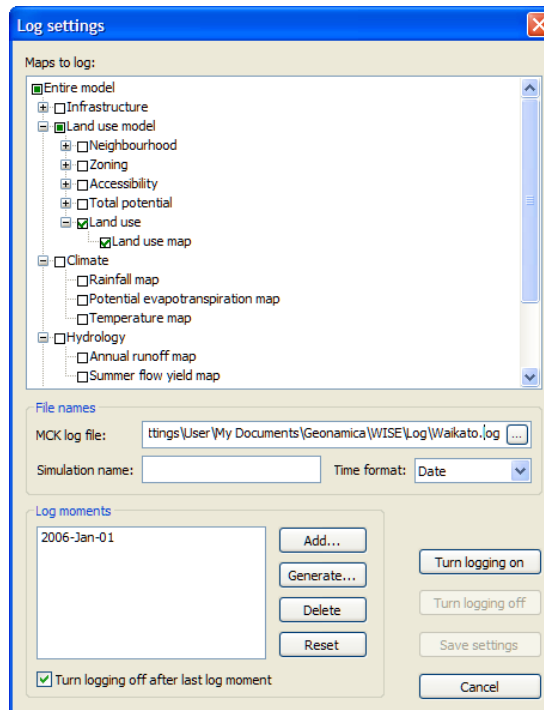 Log settings
Maps to log:
Entire model
Infrastructure
Land use model
Neighbourhood
Zoning
Accessibility
Total potential
Land use
Land use map
Climate
Rainfall map
Potential evapotranspiration map
Temperature map
Hydrology
Annual runoff map
Summer flow yield map
File names
MCK log file: ttings\User\My Documents\Geonamica\WISE\Log\Waikato.log ...
Simulation name: Time format: Date
Log moments
2006-Jan-01
Add...
Generate...
Delete
Reset
Turn logging on
Turn logging off
Save settings
Cancel
Turn logging off after last log moment